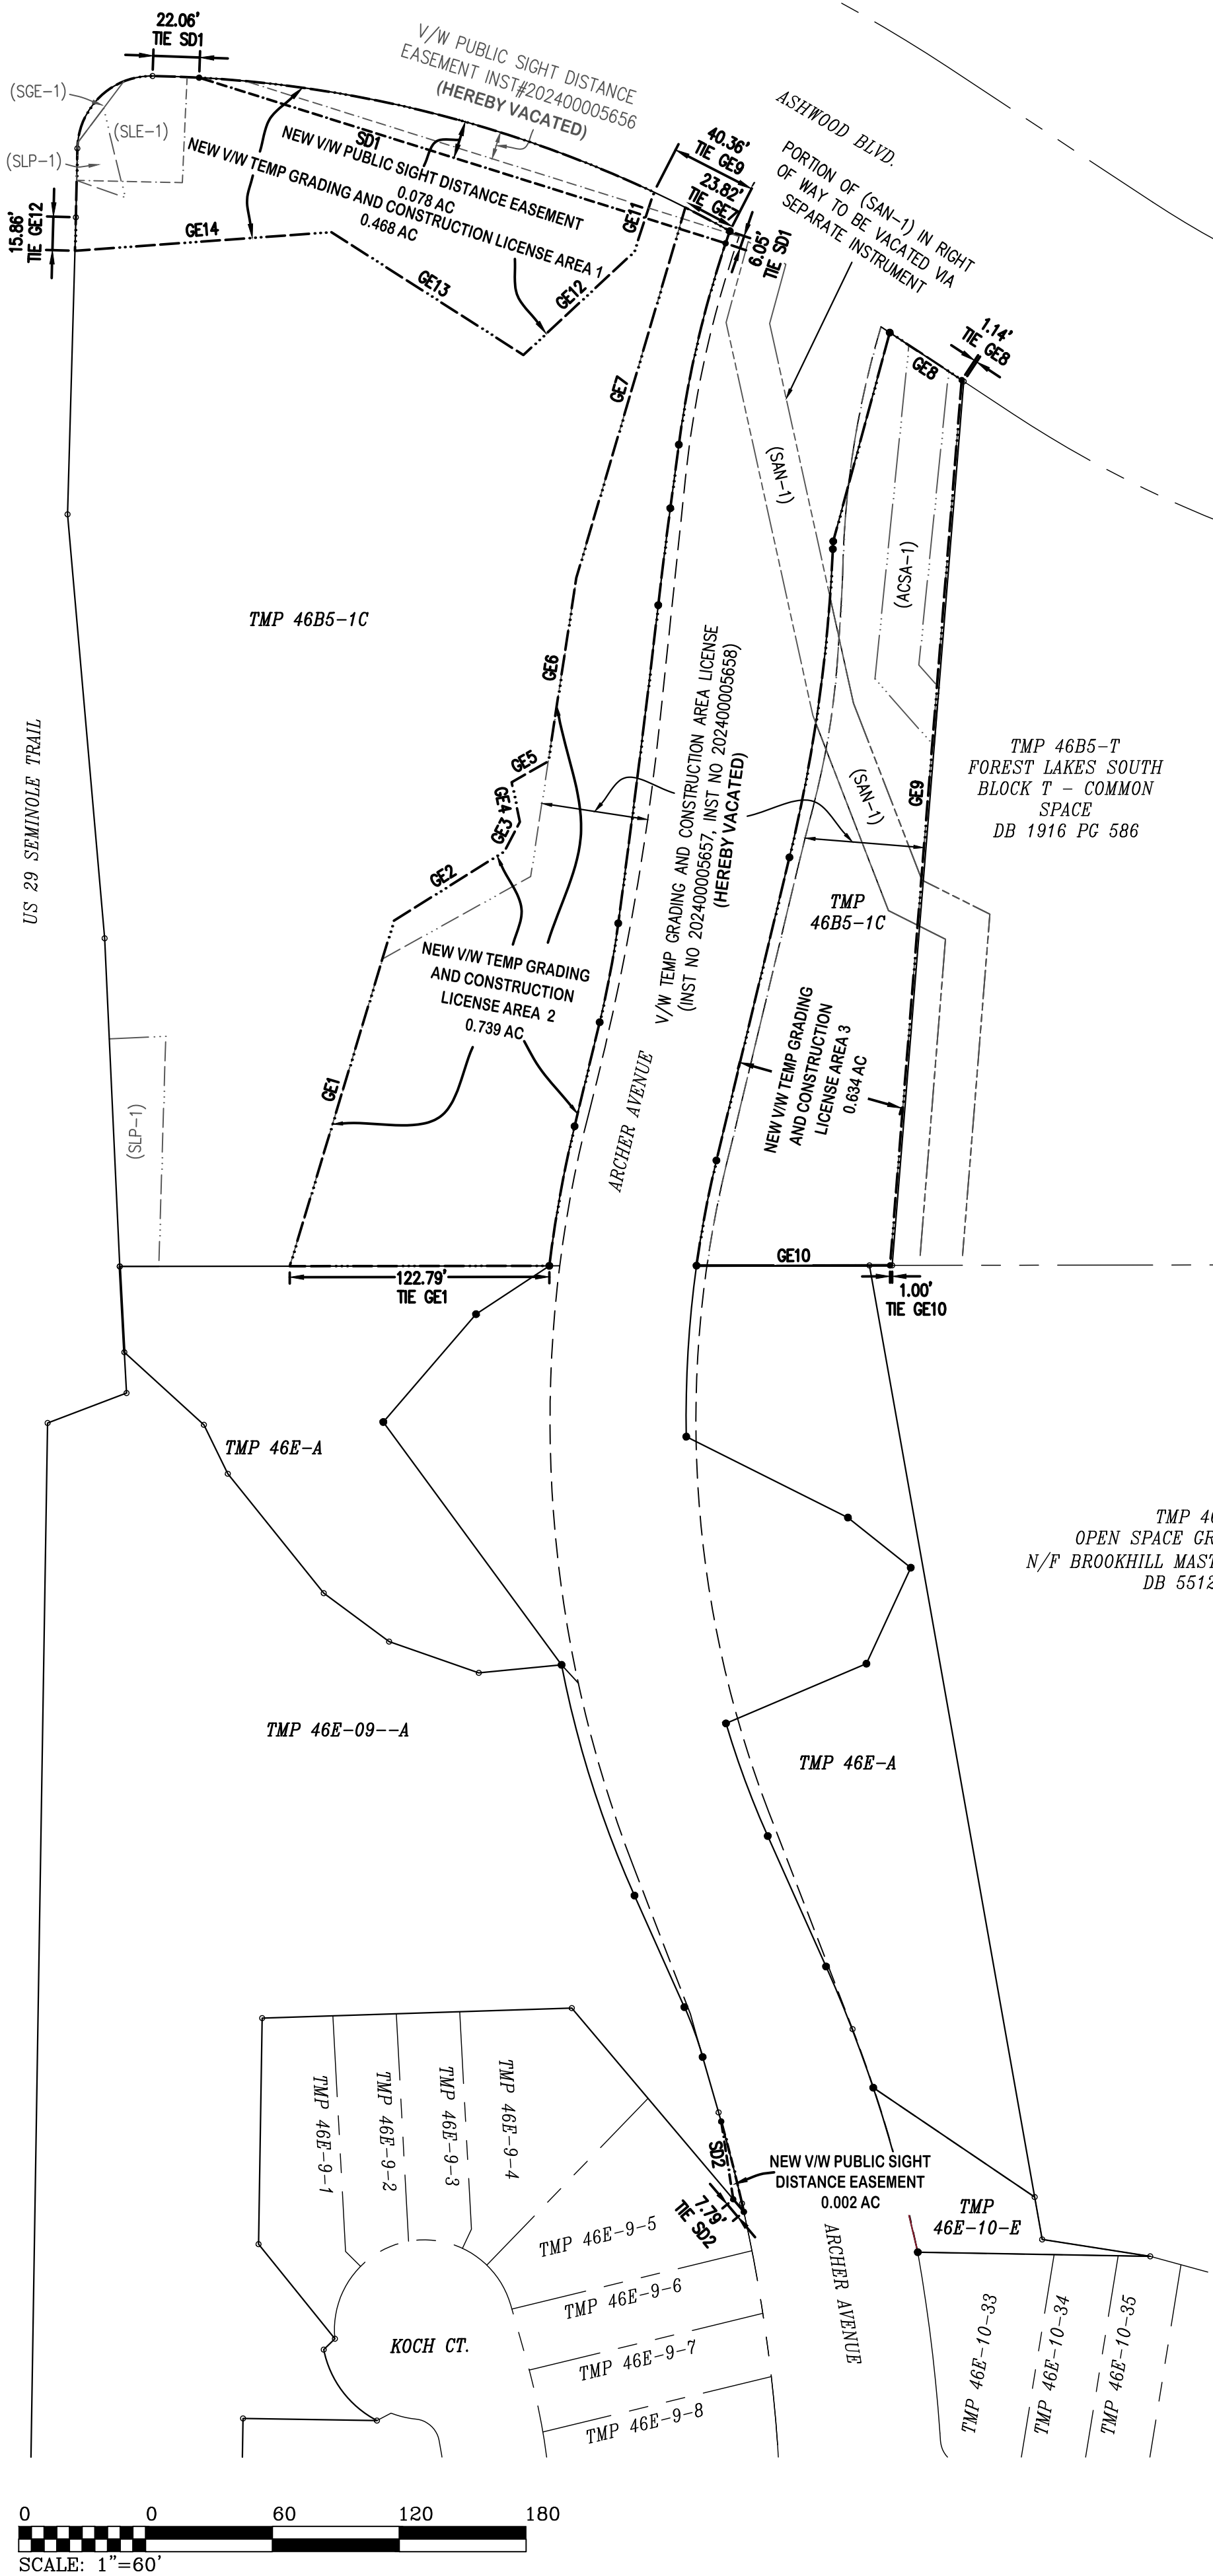 22.06'
TIE SD1
V/W PUBLIC SIGHT DISTANCE
EASEMENT INST#202400005656
(HEREBY VACATED)
(SGE-1)
(SLE-1)
(SLP-1)
15.86'
TIE GE12
SD1
NEW V/W PUBLIC SIGHT DISTANCE EASEMENT
0.078 AC
NEW V/W TEMP GRADING AND CONSTRUCTION LICENSE AREA 1
0.468 AC
GE14
GE13
GE12
GE11
40.36'
TIE GE9
23.82'
TIE GE7
6.05'
TIE SD1
ASHWOOD BLVD.
PORTION OF (SAN-1) IN RIGHT
OF WAY TO BE VACATED VIA
SEPARATE INSTRUMENT
1.14'
TIE GE8
GE8
GE7
(SAN-1)
(ACSA-1)
TMP 46B5-1C
GE6
V/W TEMP GRADING AND CONSTRUCTION AREA LICENSE
(INST NO 202400005657, INST NO 202400005658)
(HEREBY VACATED)
US 29 SEMINOLE TRAIL
GE5
GE4
GE3
GE2
(SAN-1)
GE9
TMP 46B5-T
FOREST LAKES SOUTH
BLOCK T - COMMON
SPACE
DB 1916 PG 586
TMP
46B5-1C
NEW V/W TEMP GRADING
AND CONSTRUCTION
LICENSE AREA 2
0.739 AC
NEW V/W TEMP GRADING
AND CONSTRUCTION
LICENSE AREA 3
0.634 AC
GE1
ARCHER AVENUE
(SLP-1)
122.79'
TIE GE1
GE10
1.00'
TIE GE10
TMP 46E-A
TMP 46
OPEN SPACE GR
N/F BROOKHILL MAST
DB 5512
TMP 46E-09--A
TMP 46E-A
TMP 46E-9-1
TMP 46E-9-2
TMP 46E-9-3
TMP 46E-9-4
SD2
7.79'
TIE SD2
NEW V/W PUBLIC SIGHT
DISTANCE EASEMENT
0.002 AC
TMP
46E-10-E
TMP 46E-9-5
TMP 46E-9-6
TMP 46E-9-7
TMP 46E-9-8
ARCHER AVENUE
KOCH CT.
TMP 46E-10-33
TMP 46E-10-34
TMP 46E-10-35
0 0 60 120 180
SCALE: 1"=60'